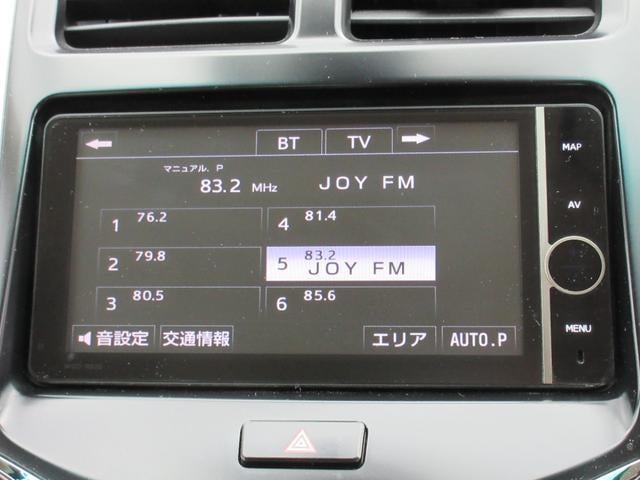 BT TV
マニュアル. P
83.2 MHz JOY FM
1 76.2
2 79.8
3 80.5
4 81.4
5 83.2 JOY FM
6 85.6
音設定 交通情報 エリア AUTO.P
MAP
AV
MENU